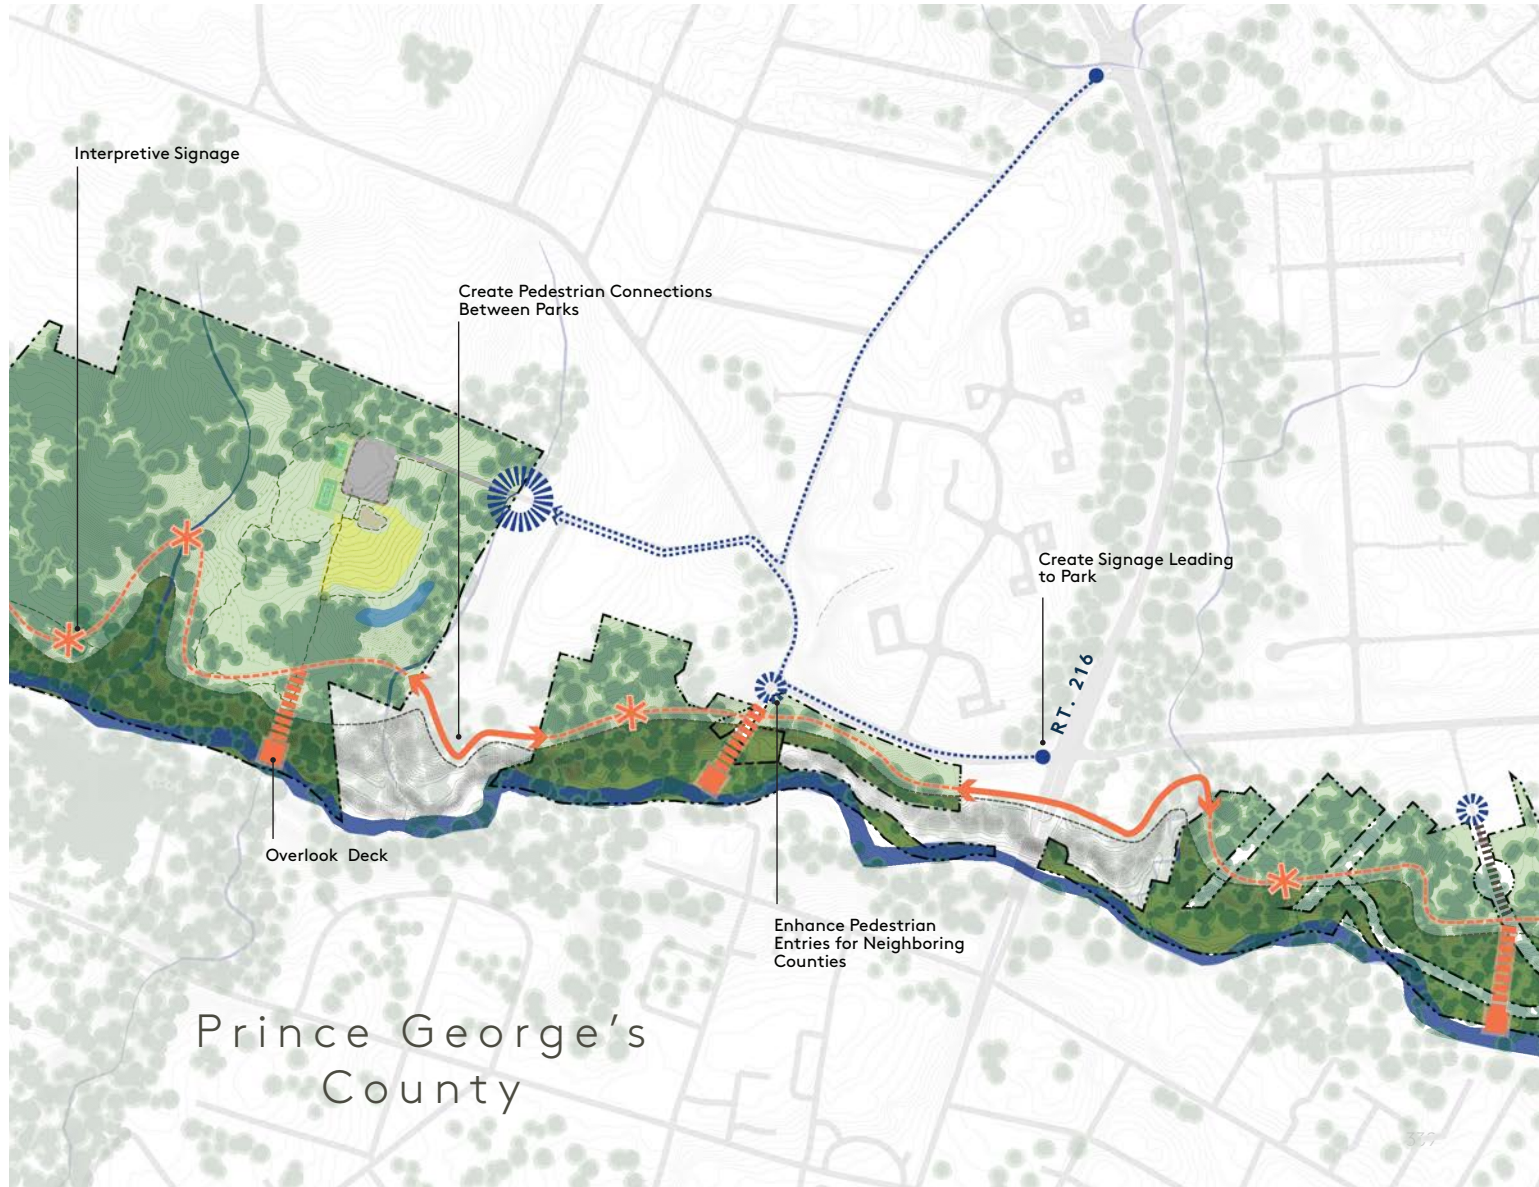 Interpretive Signage
Create Pedestrian Connections
Between Parks
Create Signage Leading
to Park
RT. 216
Overlook Deck
Enhance Pedestrian
Entries for Neighboring
Counties
Prince George's
County
339